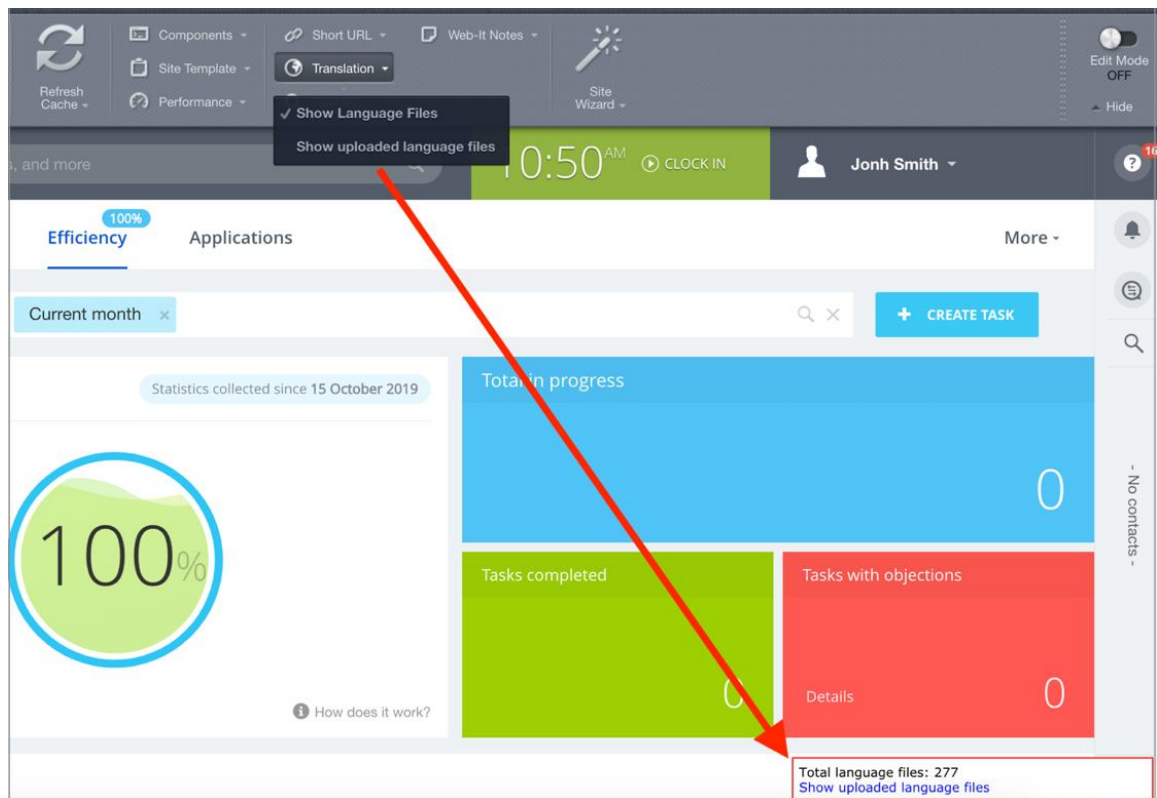 Components
Short URL
Web-It Notes
Site Template
Translation
Refresh
Cache
Performance
Site
Wizard
Edit Mode
OFF
Hide
✓ Show Language Files
Show uploaded language files
s, and more
10:50 AM
CLOCK IN
Jonh Smith
?
16
100%
Efficiency
Applications
More
Current month ×
+ CREATE TASK
Statistics collected since 15 October 2019
Total in progress
0
- No contacts -
100%
Tasks completed
Tasks with objections
0
Details
0
How does it work?
Total language files: 277
Show uploaded language files